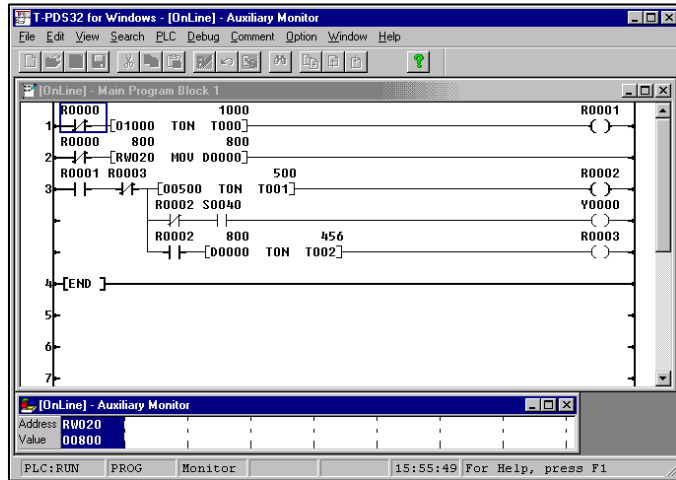 T-PDS32 for Windows - [OnLine] - Auxiliary Monitor
File Edit View Search PLC Debug Comment Option Window Help
[OnLine] - Main Program Block 1
R0000 1000 R0001
1 [01000 TON T000] ( )
R0000 800 800
2 [RW020 MOV D0000]
R0001 R0003 500 R0002
3 [00500 TON T001] ( )
R0002 S0040 Y0000
R0002 800 456 R0003
[D0000 TON T002] ( )
4 [END ]
5
6
7
[OnLine] - Auxiliary Monitor
Address RW020
Value 00800
PLC:RUN PROG Monitor 15:55:49 For Help, press F1